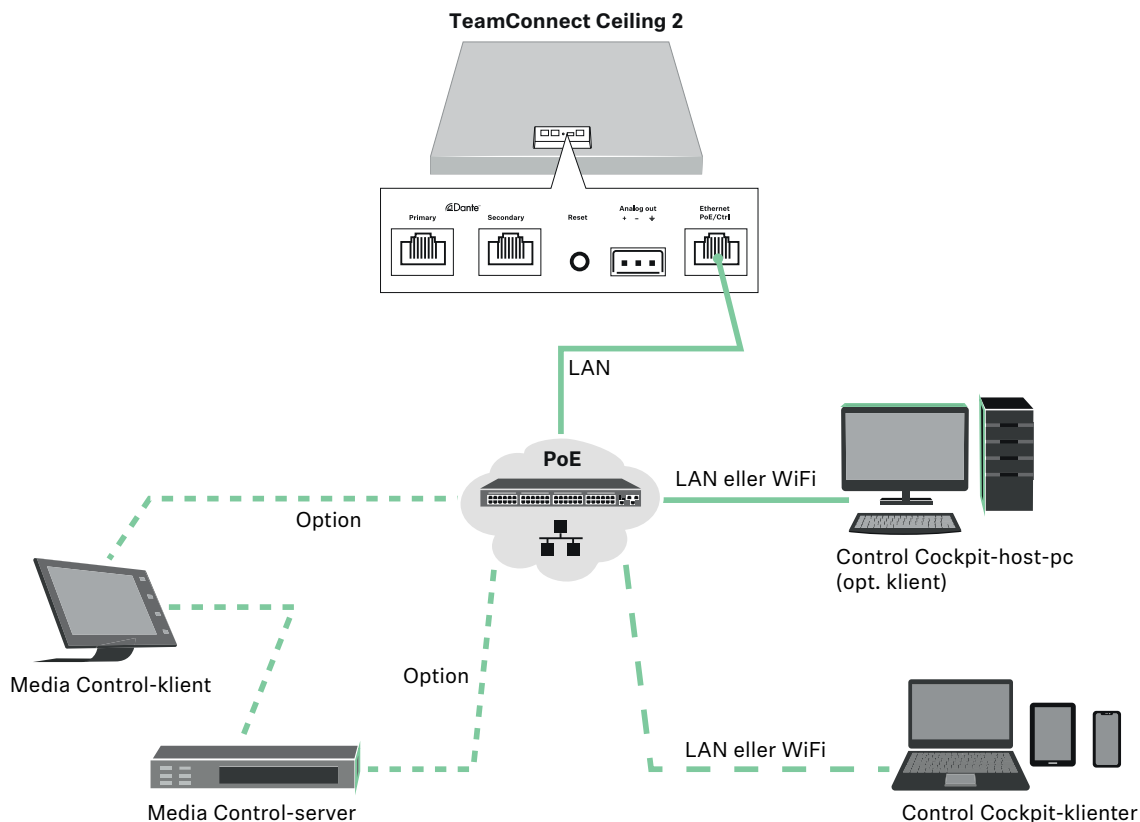 TeamConnect Ceiling 2
Dante
Primary
Secondary
Reset
Analog out
+ -
Ethernet
PoE/Ctrl
LAN
PoE
LAN eller WiFi
Option
Control Cockpit-host-pc
(opt. klient)
Media Control-klient
Option
LAN eller WiFi
Media Control-server
Control Cockpit-klienter